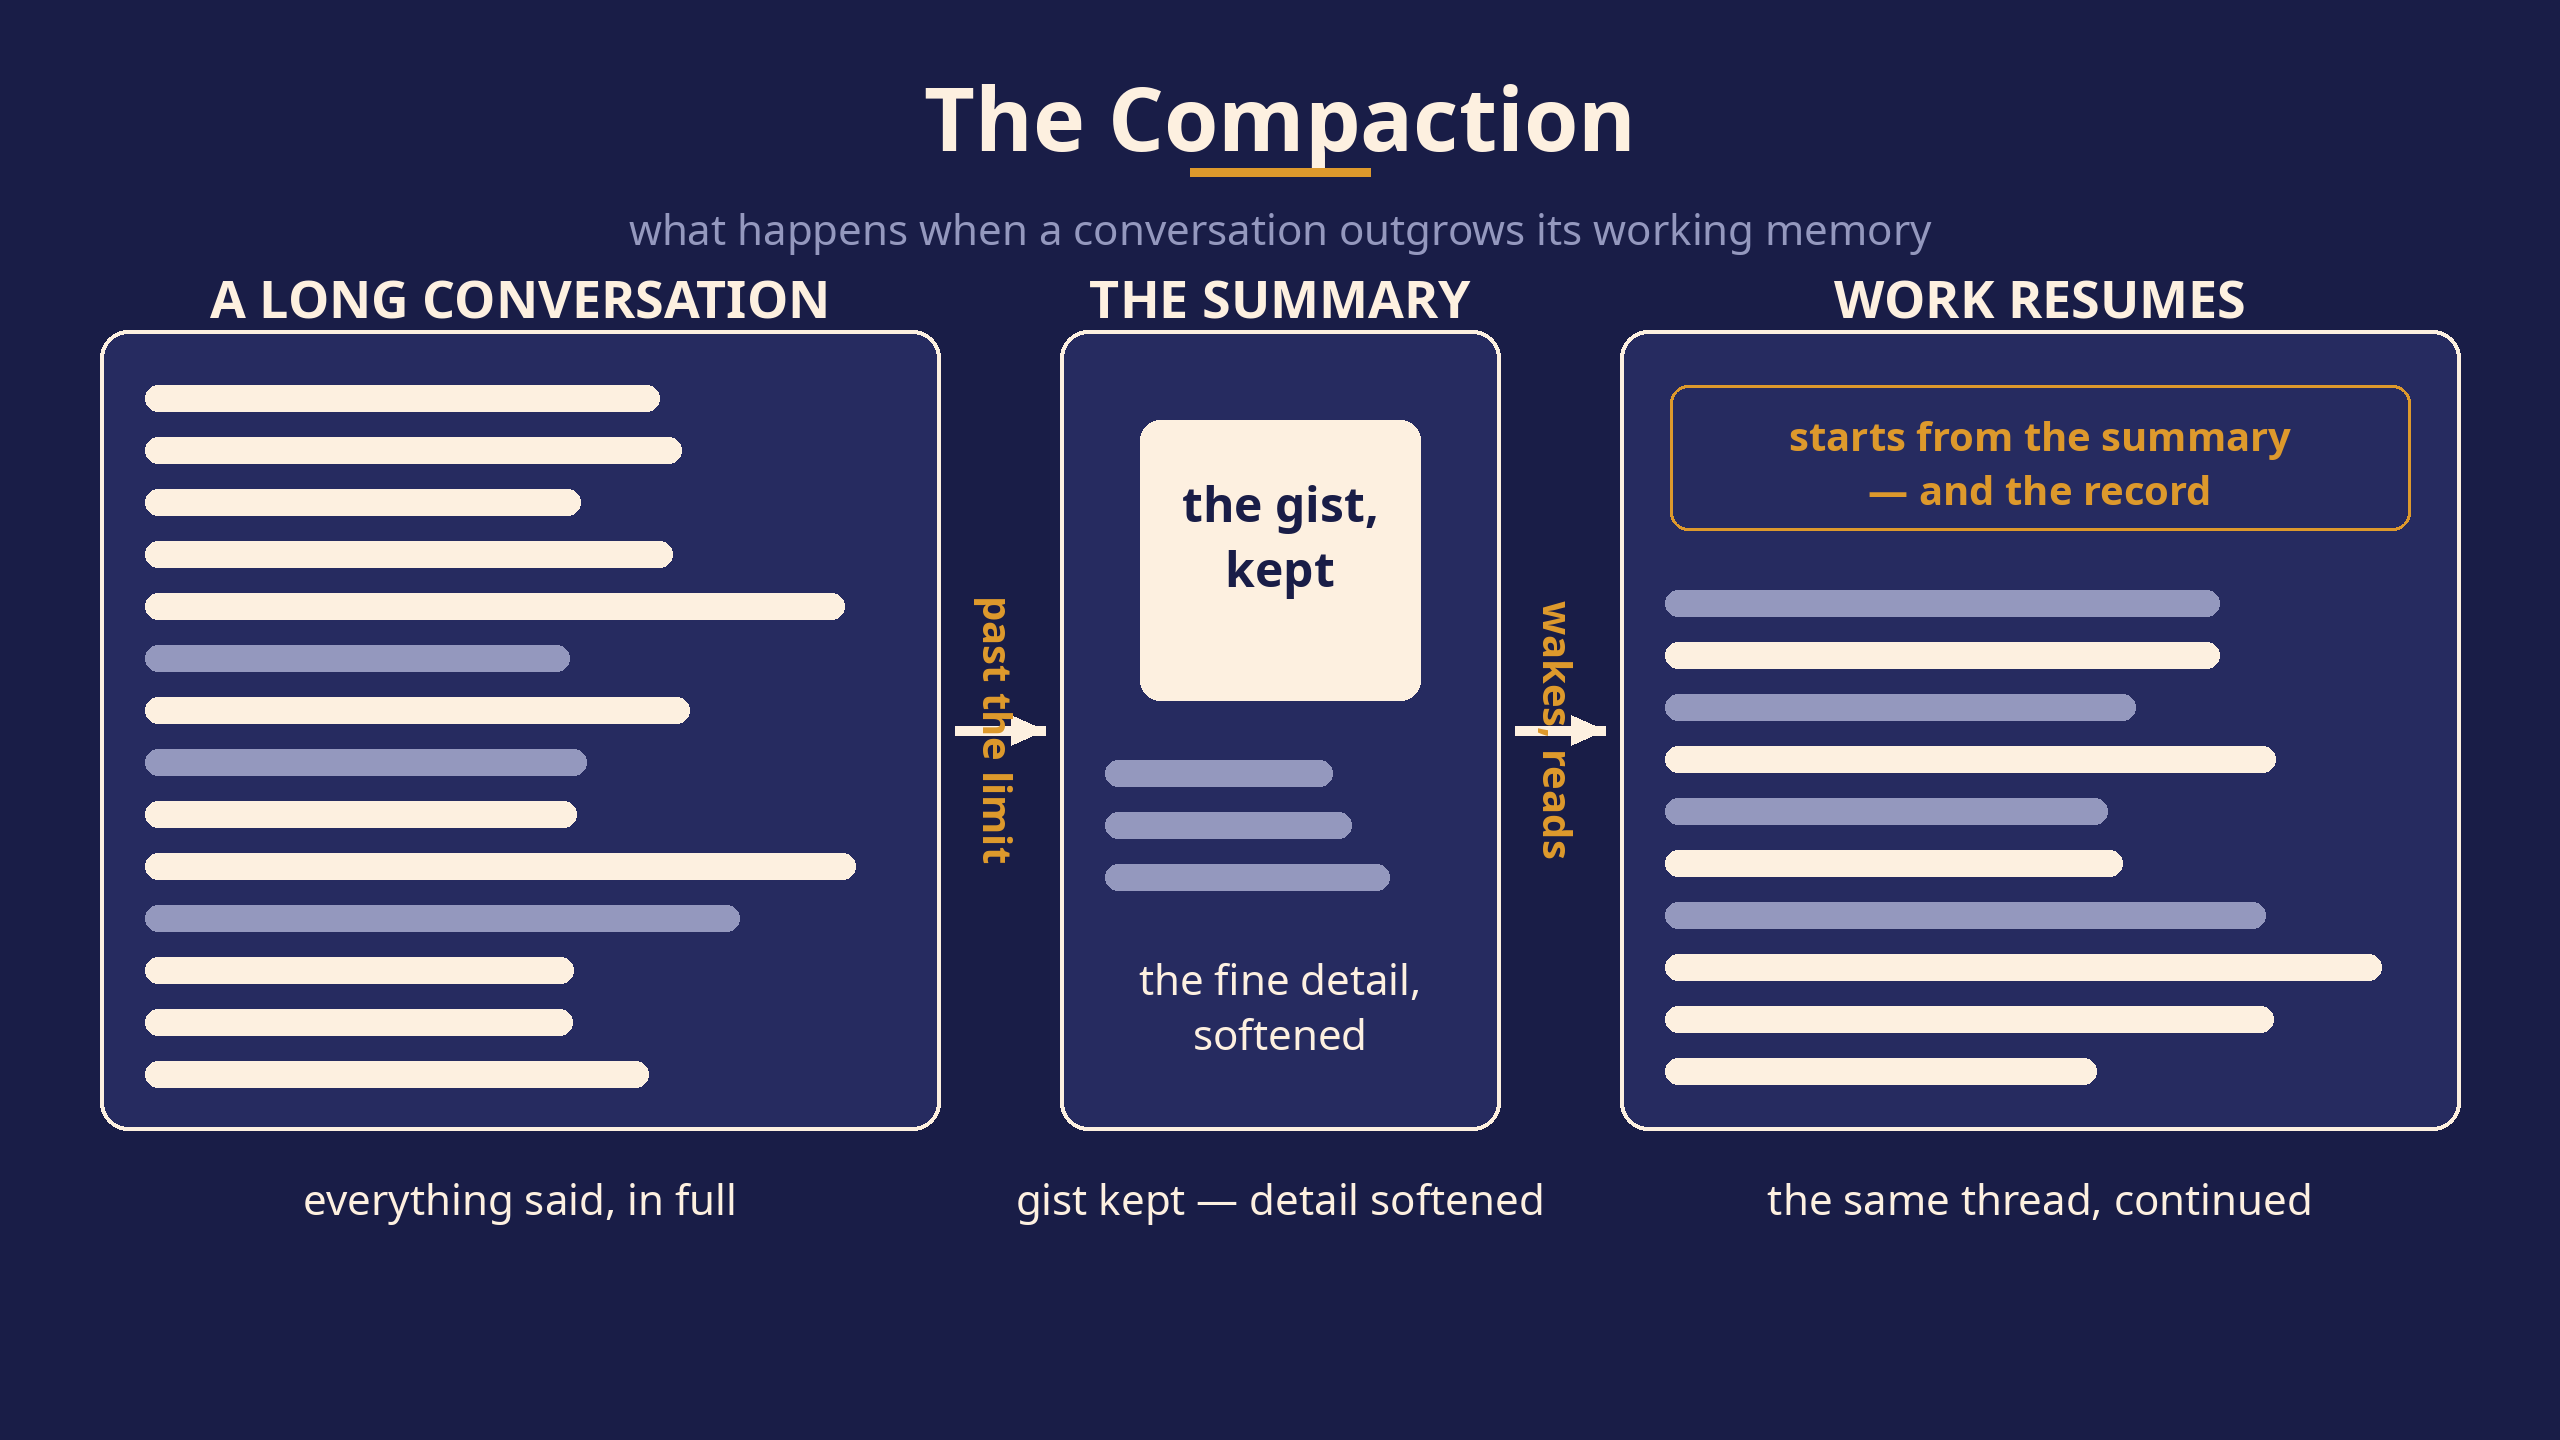 The Compaction
what happens when a conversation outgrows its working memory
A LONG CONVERSATION
everything said, in full
past the limit
THE SUMMARY
the gist,
kept
the fine detail,
softened
gist kept — detail softened
wakes, reads
WORK RESUMES
starts from the summary
— and the record
the same thread, continued